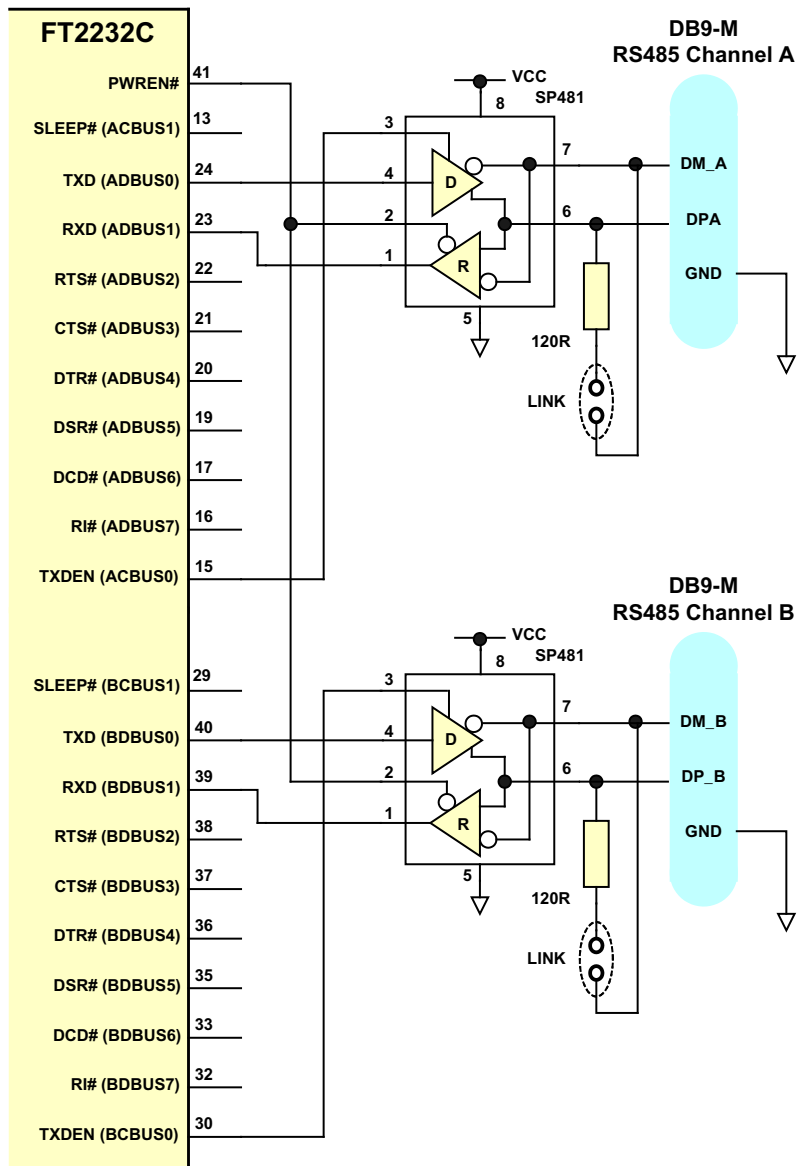 FT2232C
PWREN# 41
SLEEP# (ACBUS1) 13
TXD (ADBUS0) 24
RXD (ADBUS1) 23
RTS# (ADBUS2) 22
CTS# (ADBUS3) 21
DTR# (ADBUS4) 20
DSR# (ADBUS5) 19
DCD# (ADBUS6) 17
RI# (ADBUS7) 16
TXDEN (ACBUS0) 15
SLEEP# (BCBUS1) 29
TXD (BDBUS0) 40
RXD (BDBUS1) 39
RTS# (BDBUS2) 38
CTS# (BDBUS3) 37
DTR# (BDBUS4) 36
DSR# (BDBUS5) 35
DCD# (BDBUS6) 33
RI# (BDBUS7) 32
TXDEN (BCBUS0) 30
DB9-M
RS485 Channel A
VCC
8
SP481
3
4
2
1
D
R
7
6
5
DM_A
DPA
GND
120R
LINK
DB9-M
RS485 Channel B
VCC
8
SP481
3
4
2
1
D
R
7
6
5
DM_B
DP_B
GND
120R
LINK